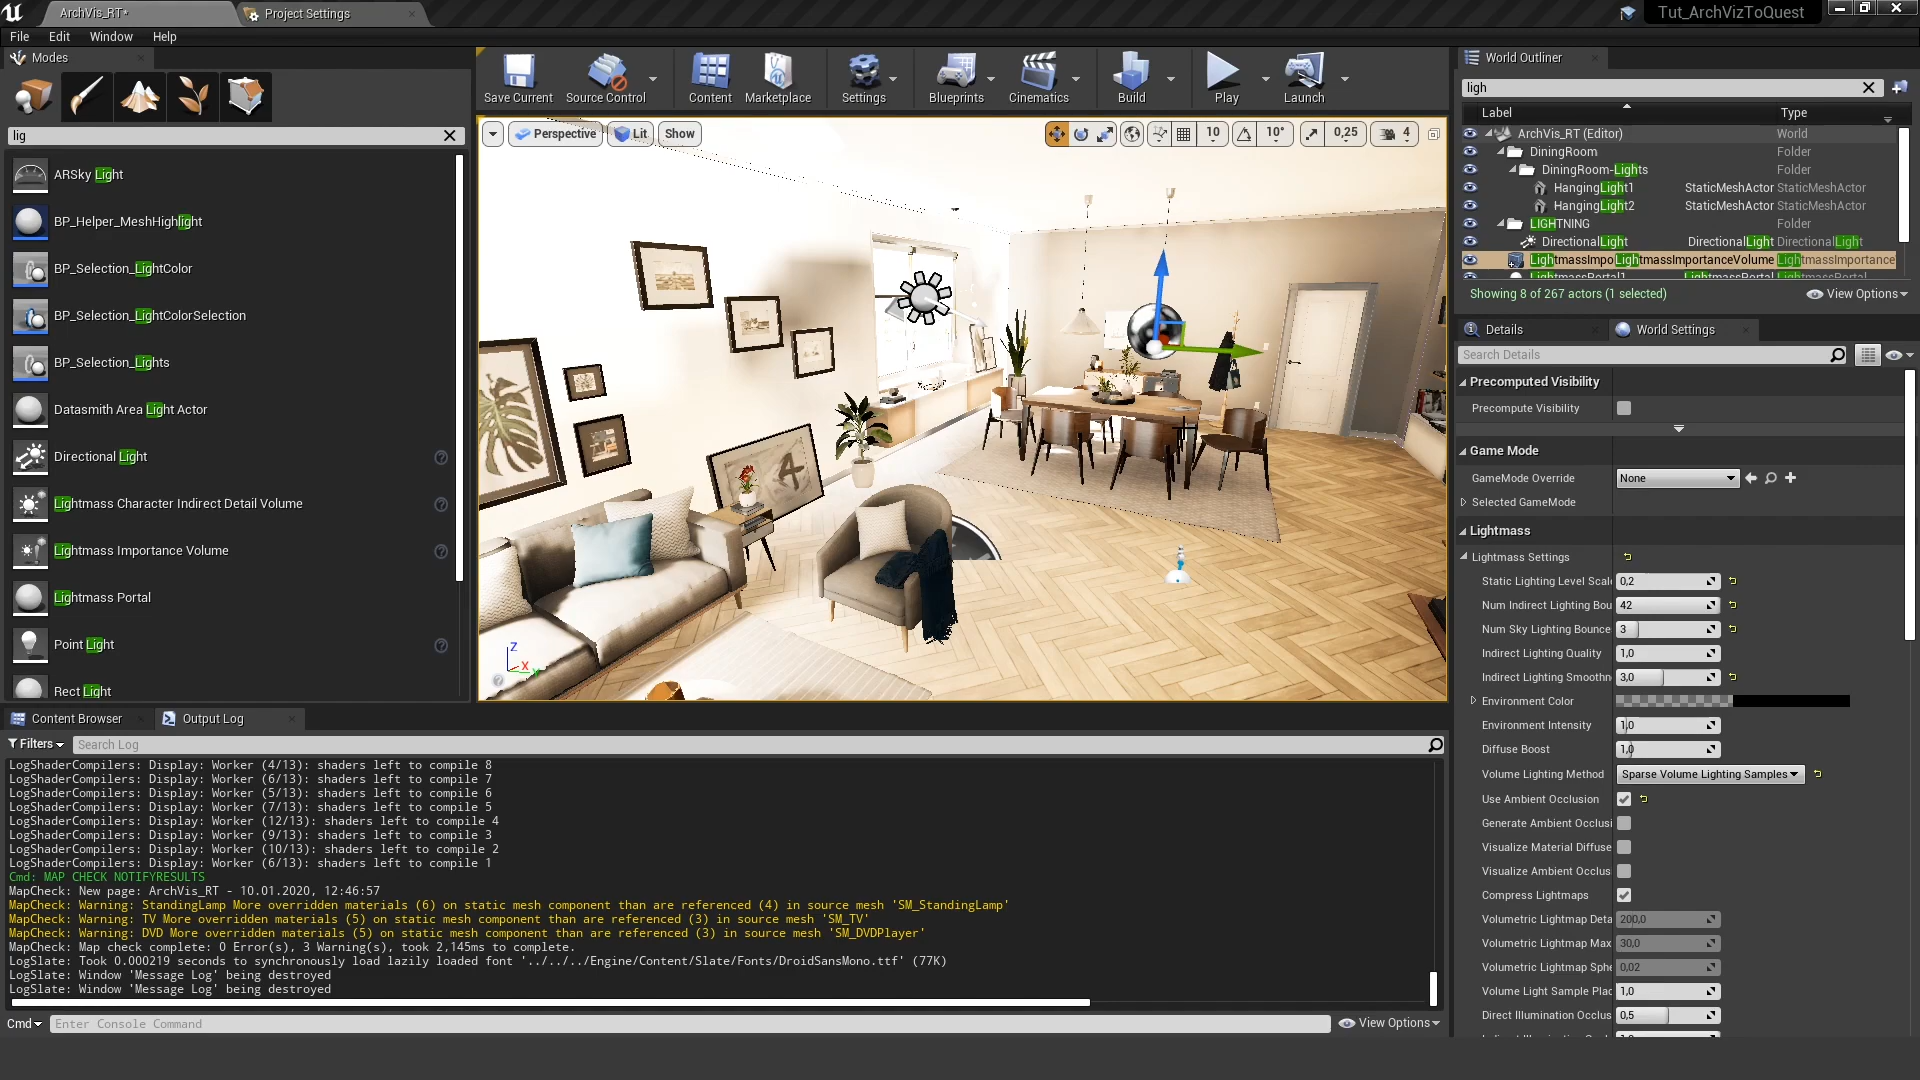 ArchVis_RT*
Project Settings
Tut_ArchVizToQuest
File Edit Window Help
Modes
lig
ARSky Light
BP_Helper_MeshHighlight
BP_Selection_LightColor
BP_Selection_LightColorSelection
BP_Selection_Lights
Datasmith Area Light Actor
Directional Light
Lightmass Character Indirect Detail Volume
Lightmass Importance Volume
Lightmass Portal
Point Light
Rect Light
Save Current
Source Control
Content
Marketplace
Settings
Blueprints
Cinematics
Build
Play
Launch
Perspective
Lit
Show
10
10°
0,25
4
Z
X
World Outliner
ligh
Label Type
ArchVis_RT (Editor) World
DiningRoom Folder
DiningRoom-Lights Folder
HangingLight1 StaticMeshActor StaticMeshActor
HangingLight2 StaticMeshActor StaticMeshActor
LIGHTNING Folder
DirectionalLight DirectionalLight DirectionalLight
LightmassImpoLightmassImportanceVolume LightmassImportance
LightmassPortal1 LightmassPortal LightmassPortal
Showing 8 of 267 actors (1 selected)
View Options
Details
World Settings
Search Details
Precomputed Visibility
Precompute Visibility
Game Mode
GameMode Override None
Selected GameMode
Lightmass
Lightmass Settings
Static Lighting Level Scale 0,2
Num Indirect Lighting Bou 42
Num Sky Lighting Bounce 3
Indirect Lighting Quality 1,0
Indirect Lighting Smoothn 3,0
Environment Color
Environment Intensity 1,0
Diffuse Boost 1,0
Volume Lighting Method Sparse Volume Lighting Samples
Use Ambient Occlusion
Generate Ambient Occlusi
Visualize Material Diffuse
Visualize Ambient Occlus
Compress Lightmaps
Volumetric Lightmap Deta 200,0
Volumetric Lightmap Max 30,0
Volumetric Lightmap Sphe 0,02
Volume Light Sample Plac 1,0
Direct Illumination Occlus 0,5
Content Browser
Output Log
Filters
Search Log
LogShaderCompilers: Display: Worker (4/13): shaders left to compile 8
LogShaderCompilers: Display: Worker (6/13): shaders left to compile 7
LogShaderCompilers: Display: Worker (5/13): shaders left to compile 6
LogShaderCompilers: Display: Worker (7/13): shaders left to compile 5
LogShaderCompilers: Display: Worker (12/13): shaders left to compile 4
LogShaderCompilers: Display: Worker (9/13): shaders left to compile 3
LogShaderCompilers: Display: Worker (10/13): shaders left to compile 2
LogShaderCompilers: Display: Worker (6/13): shaders left to compile 1
Cmd: MAP CHECK NOTIFYRESULTS
MapCheck: New page: ArchVis_RT - 10.01.2020, 12:46:57
MapCheck: Warning: StandingLamp More overridden materials (6) on static mesh component than are referenced (4) in source mesh 'SM_StandingLamp'
MapCheck: Warning: TV More overridden materials (5) on static mesh component than are referenced (3) in source mesh 'SM_TV'
MapCheck: Warning: DVD More overridden materials (5) on static mesh component than are referenced (3) in source mesh 'SM_DVDPlayer'
MapCheck: Map check complete: 0 Error(s), 3 Warning(s), took 2,145ms to complete.
LogSlate: Took 0.000219 seconds to synchronously load lazily loaded font '../../../Engine/Content/Slate/Fonts/DroidSansMono.ttf' (77K)
LogSlate: Window 'Message Log' being destroyed
LogSlate: Window 'Message Log' being destroyed
Cmd
Enter Console Command
View Options